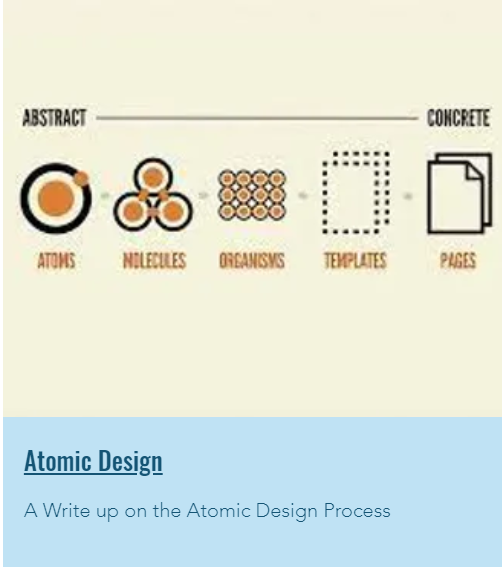 ABSTRACT CONCRETE
ATOMS MOLECULES ORGANISMS TEMPLATES PAGES
Atomic Design
A Write up on the Atomic Design Process